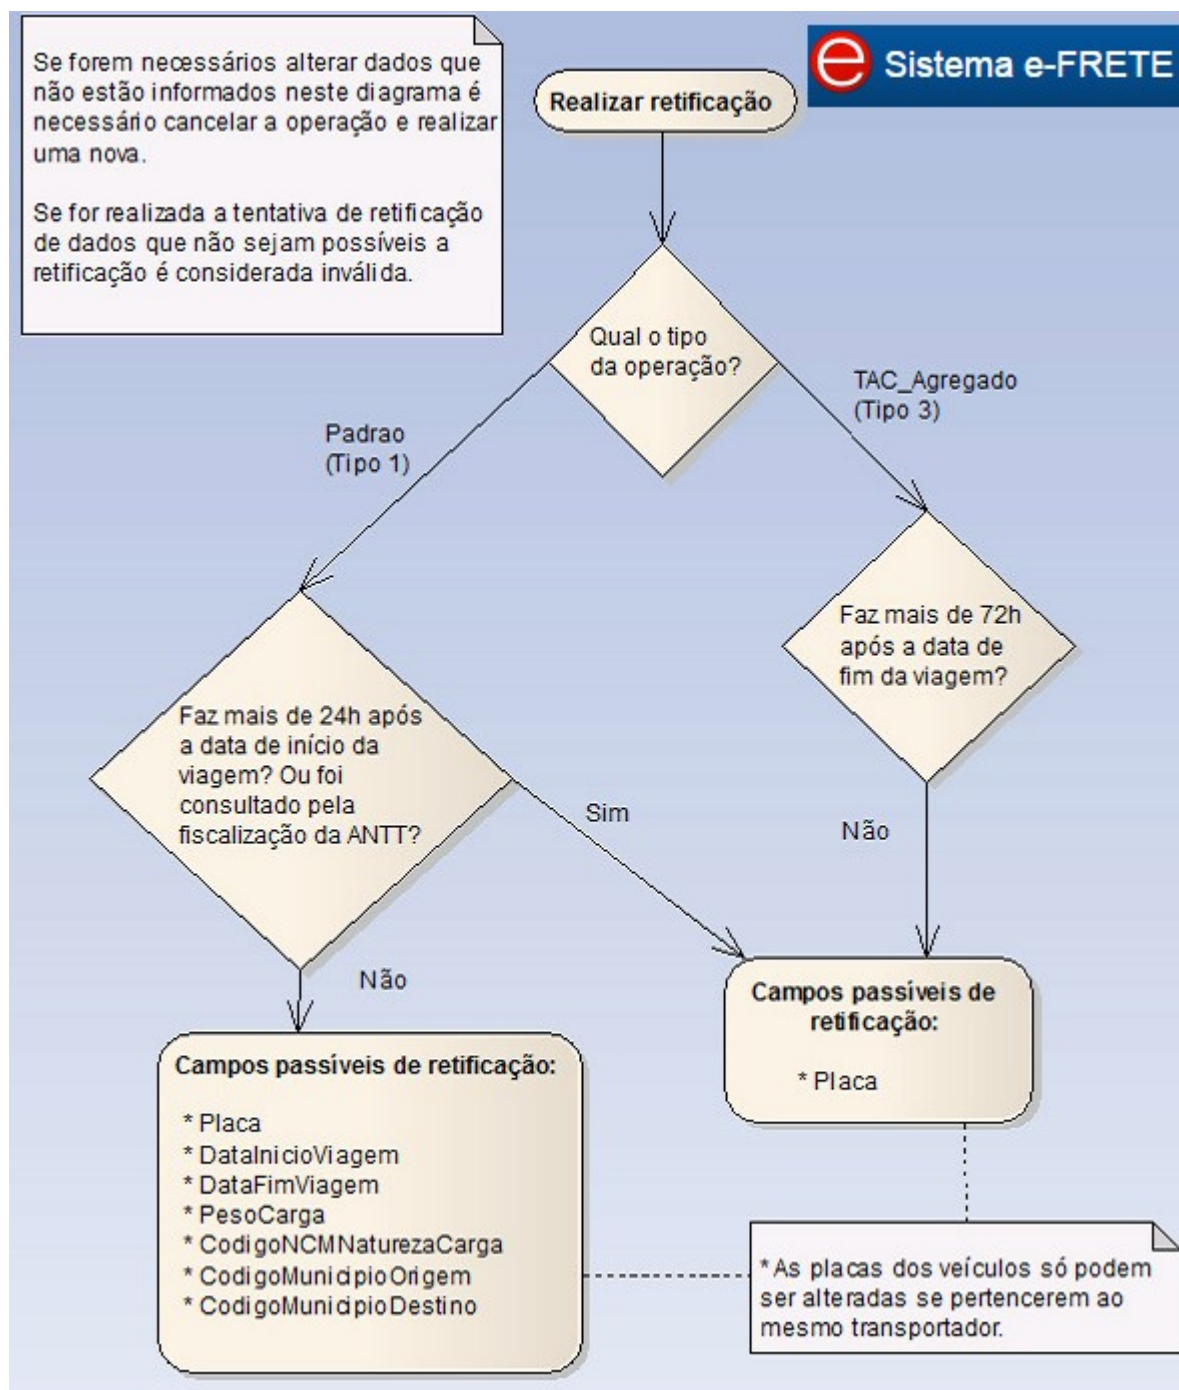 Se forem necessários alterar dados que
não estão informados neste diagrama é
necessário cancelar a operação e realizar
uma nova.
Se for realizada a tentativa de retificação
de dados que não sejam possíveis a
retificação é considerada inválida.
e Sistema e-FRETE
Realizar retificação
Qual o tipo
da operação?
TAC_Agregado
(Tipo 3)
Padrao
(Tipo 1)
Faz mais de 72h
após a data de
fim da viagem?
Faz mais de 24h após
a data de início da
viagem? Ou foi
consultado pela
fiscalização da ANTT?
Sim
Não
Não
Campos passíveis de
retificação:
* Placa
Campos passíveis de retificação:
* Placa
* DataInicioViagem
* DataFimViagem
* PesoCarga
* CodigoNCMNaturezaCarga
* CodigoMunicipioOrigem
* CodigoMunicipioDestino
* As placas dos veículos só podem
ser alteradas se pertencerem ao
mesmo transportador.